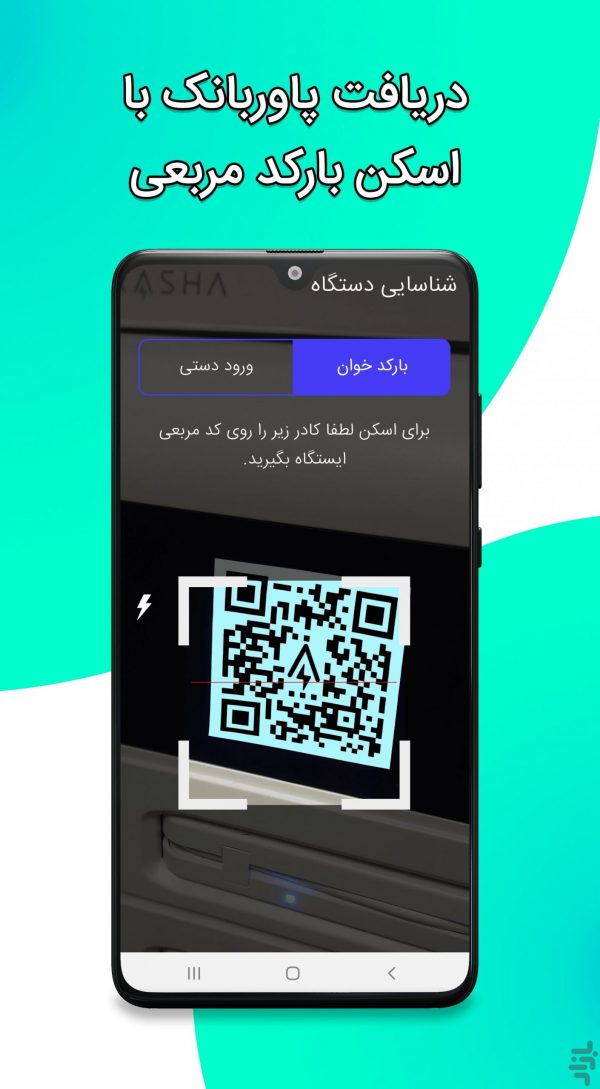 دریافت پاوربانک با
اسکن بارکد مربعی
شناسایی دستگاه
ASHA
بارکد خوان
ورود دستی
برای اسکن لطفا کادر زیر را روی کد مربعی
ایستگاه بگیرید.
بازار